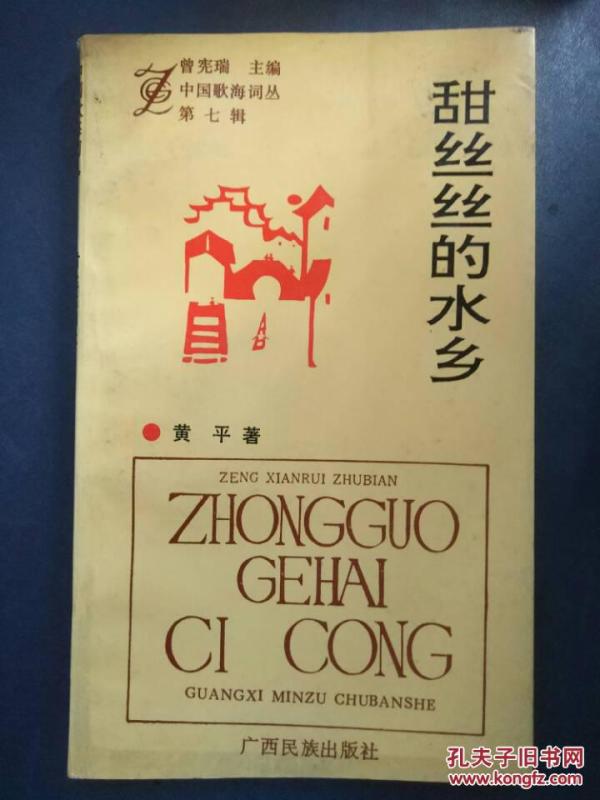 曾宪瑞 主编
中国歌海词丛
第七辑
甜丝丝的水乡
黄 平著
ZENG XIANRUI ZHUBIAN
ZHONGGUO
GEHAI
CI CONG
GUANGXI MINZU CHUBANSHE
广西民族出版社
孔夫子旧书网
www.kongfz.com